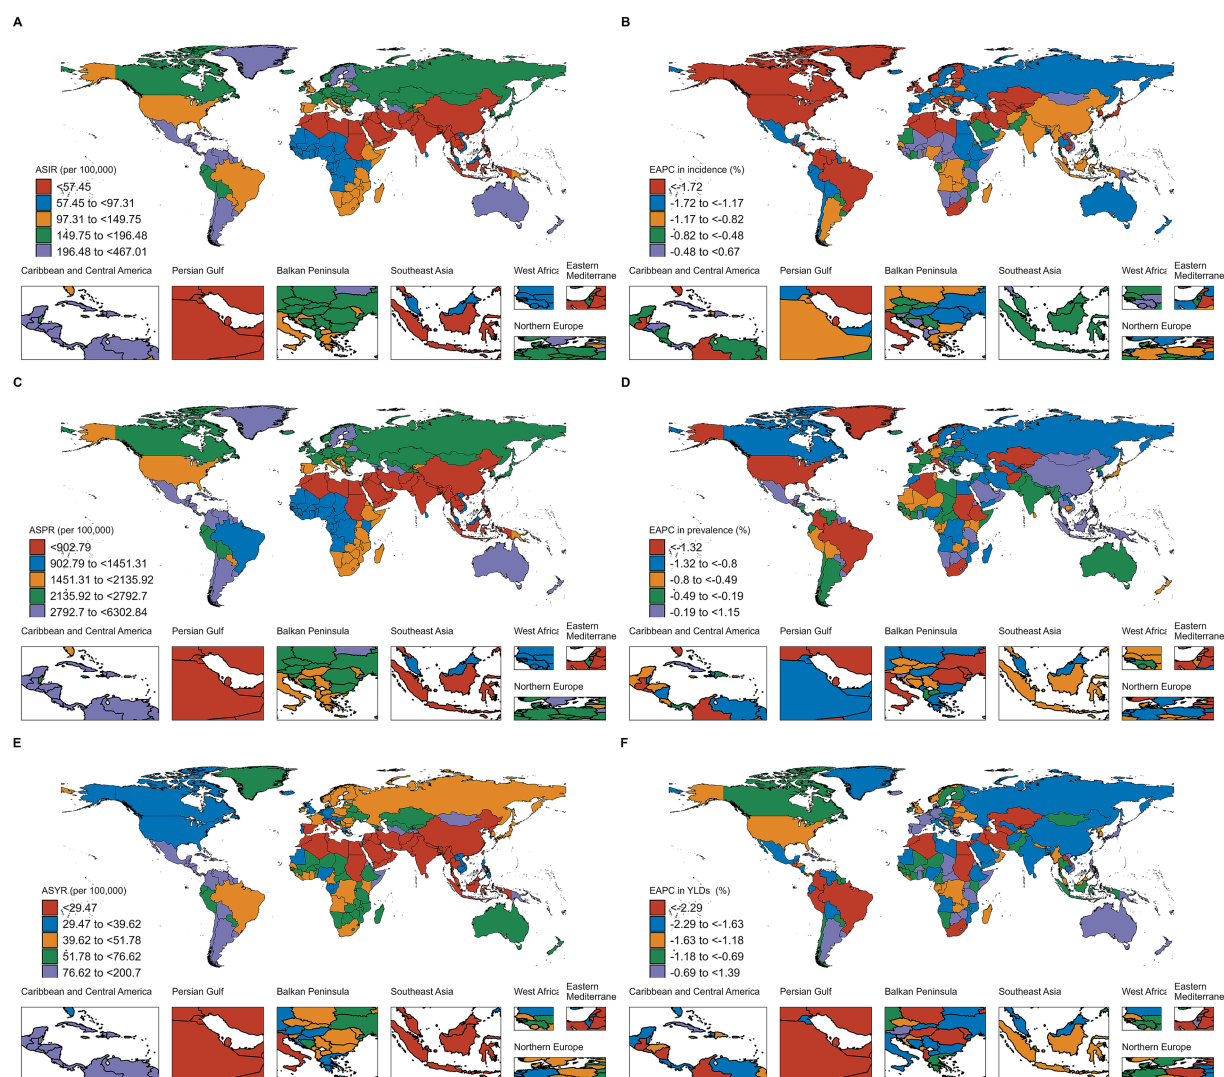 A
ASIR (per 100,000)
<57.45
57.45 to <97.31
97.31 to <149.75
149.75 to <196.48
196.48 to <467.01
Caribbean and Central America
Persian Gulf
Balkan Peninsula
Southeast Asia
West Africa
Eastern
Mediterrane
Northern Europe
B
EAPC in incidence (%)
<-1.72
-1.72 to <-1.17
-1.17 to <-0.82
-0.82 to <-0.48
-0.48 to <0.67
Caribbean and Central America
Persian Gulf
Balkan Peninsula
Southeast Asia
West Africa
Eastern
Mediterrane
Northern Europe
C
ASPR (per 100,000)
<902.79
902.79 to <1451.31
1451.31 to <2135.92
2135.92 to <2792.7
2792.7 to <6302.84
Caribbean and Central America
Persian Gulf
Balkan Peninsula
Southeast Asia
West Africa
Eastern
Mediterrane
Northern Europe
D
EAPC in prevalence (%)
<-1.32
-1.32 to <-0.8
-0.8 to <-0.49
-0.49 to <-0.19
-0.19 to <1.15
Caribbean and Central America
Persian Gulf
Balkan Peninsula
Southeast Asia
West Africa
Eastern
Mediterrane
Northern Europe
E
ASYR (per 100,000)
<29.47
29.47 to <39.62
39.62 to <51.78
51.78 to <76.62
76.62 to <200.7
Caribbean and Central America
Persian Gulf
Balkan Peninsula
Southeast Asia
West Africa
Eastern
Mediterrane
Northern Europe
F
EAPC in YLDs (%)
<-2.29
-2.29 to <-1.63
-1.63 to <-1.18
-1.18 to <-0.69
-0.69 to <1.39
Caribbean and Central America
Persian Gulf
Balkan Peninsula
Southeast Asia
West Africa
Eastern
Mediterrane
Northern Europe